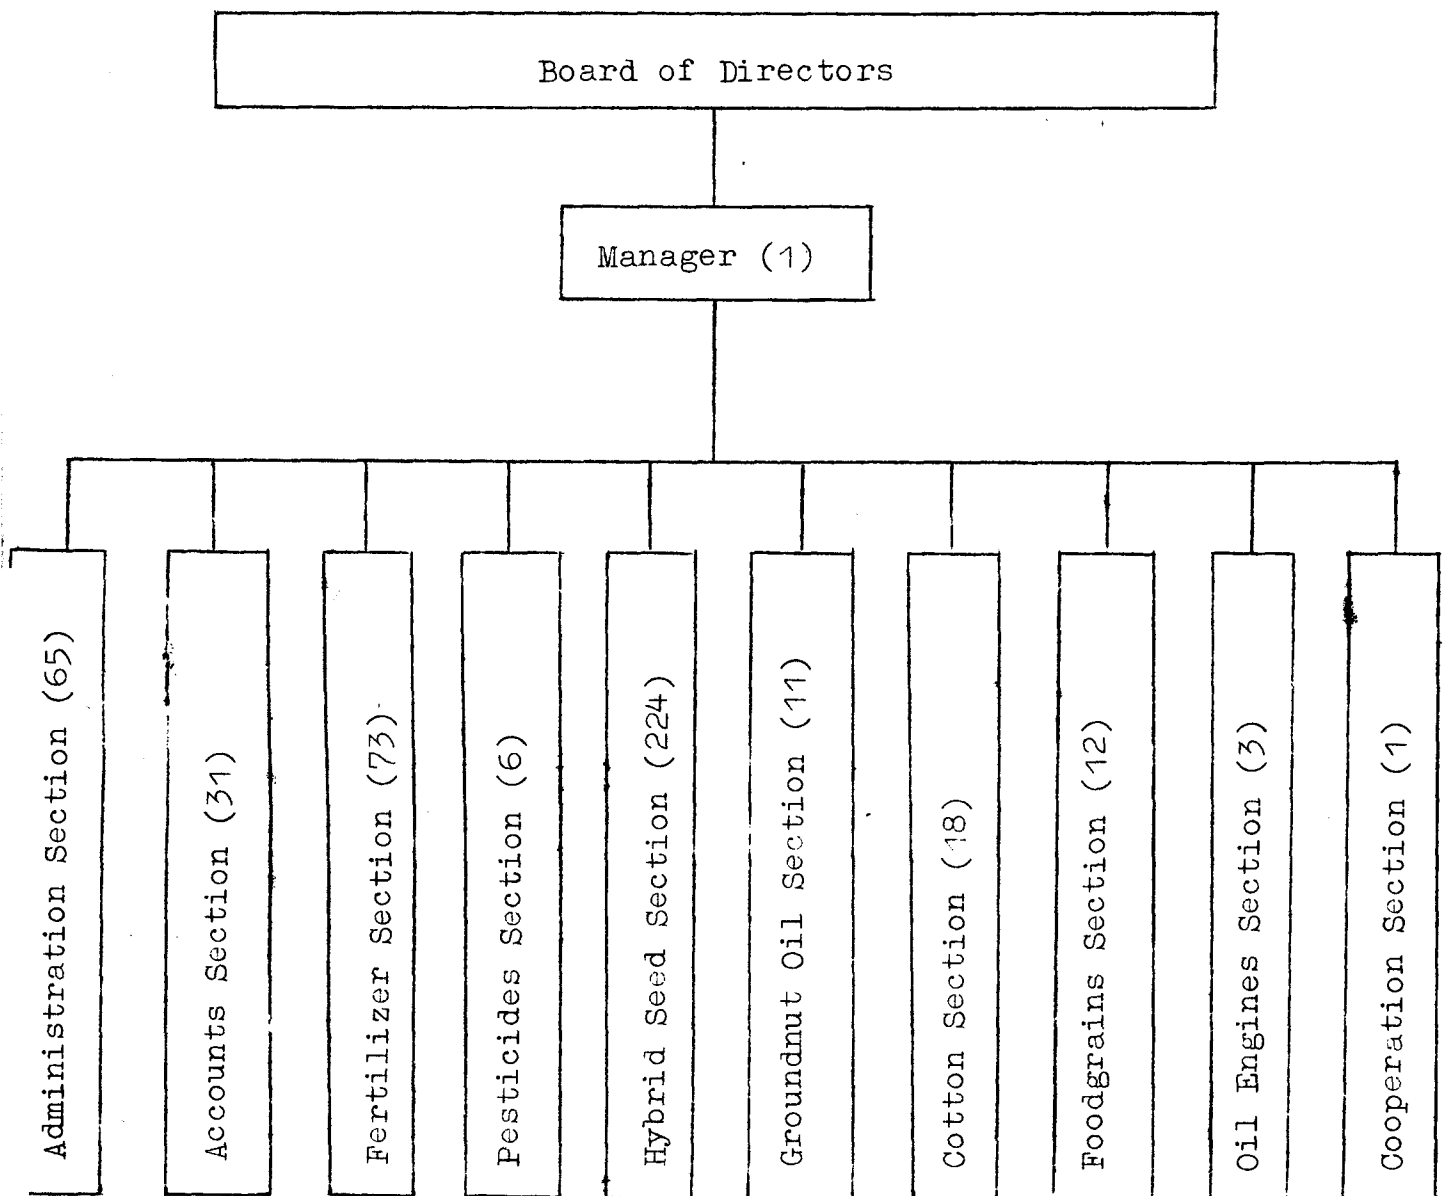 Board of Directors
Manager (1)
Administration Section (65)
Accounts Section (31)
Fertilizer Section (73)
Pesticides Section (6)
Hybrid Seed Section (224)
Groundnut Oil Section (11)
Cotton Section (18)
Foodgrains Section (12)
Oil Engines Section (3)
Cooperation Section (1)